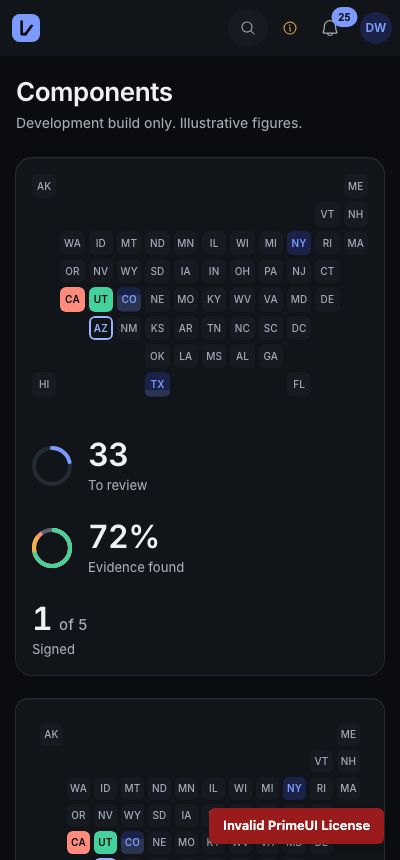 25
DW
Components
Development build only. Illustrative figures.
AK ME
VT NH
WA ID MT ND MN IL WI MI NY RI MA
OR NV WY SD IA IN OH PA NJ CT
CA UT CO NE MO KY WV VA MD DE
AZ NM KS AR TN NC SC DC
OK LA MS AL GA
HI TX FL
33
To review
72%
Evidence found
1 of 5
Signed
AK ME
VT NH
WA ID MT ND MN IL WI MI NY RI MA
OR NV WY SD IA
CA UT CO NE MO KY WV VA MD DE
Invalid PrimeUI License